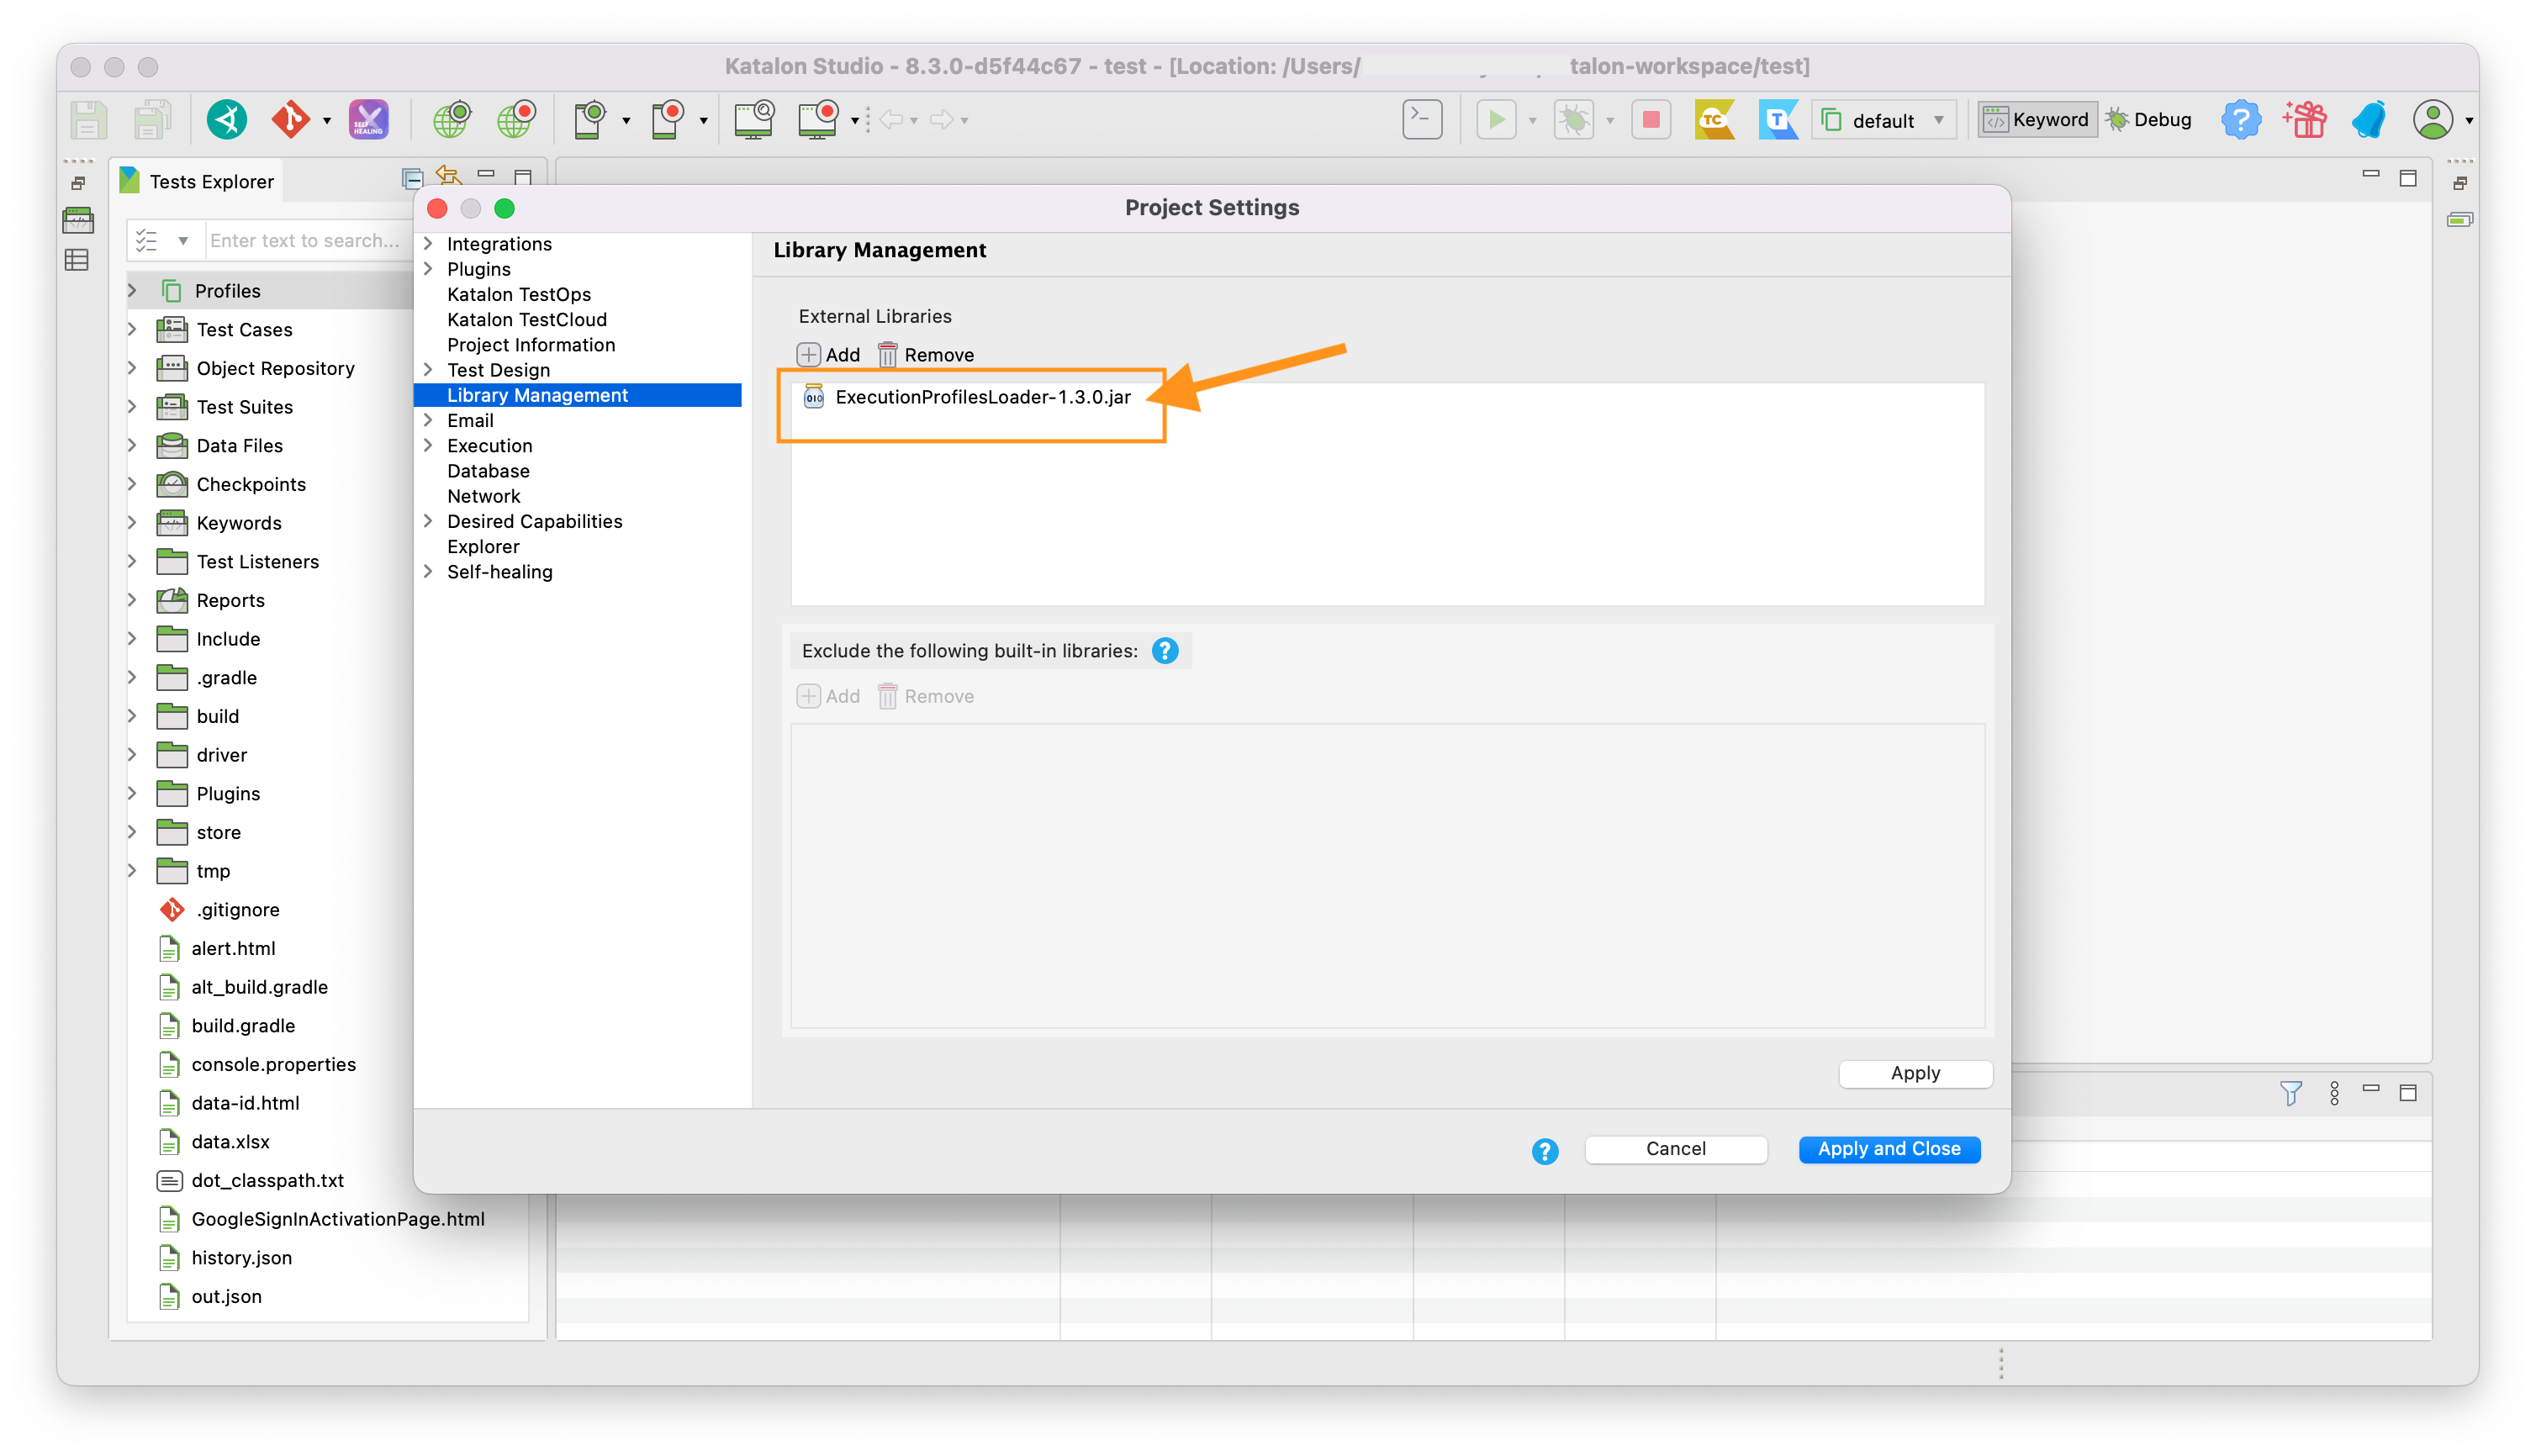 Katalon Studio - 8.3.0-d5f44c67 - test - [Location: /Users/ talon-workspace/test]
SELF-HEALING
TC
T
default
Keyword
Debug
Tests Explorer
Enter text to search...
Profiles
Test Cases
Object Repository
Test Suites
Data Files
Checkpoints
Keywords
Test Listeners
Reports
Include
.gradle
build
driver
Plugins
store
tmp
.gitignore
alert.html
alt_build.gradle
build.gradle
console.properties
data-id.html
data.xlsx
dot_classpath.txt
GoogleSignInActivationPage.html
history.json
out.json
Project Settings
Integrations
Plugins
Katalon TestOps
Katalon TestCloud
Project Information
Test Design
Library Management
Email
Execution
Database
Network
Desired Capabilities
Explorer
Self-healing
Library Management
External Libraries
Add Remove
ExecutionProfilesLoader-1.3.0.jar
Exclude the following built-in libraries: ?
Add Remove
Apply
? Cancel Apply and Close